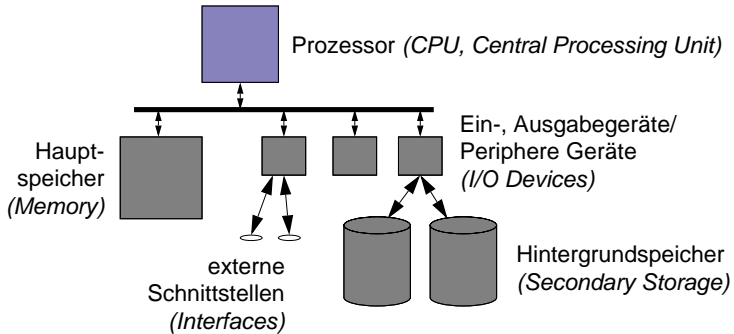 Prozessor (CPU, Central Processing Unit)
Haupt-
speicher
(Memory)
Ein-, Ausgabegeräte/
Periphere Geräte
(I/O Devices)
externe
Schnittstellen
(Interfaces)
Hintergrundspeicher
(Secondary Storage)